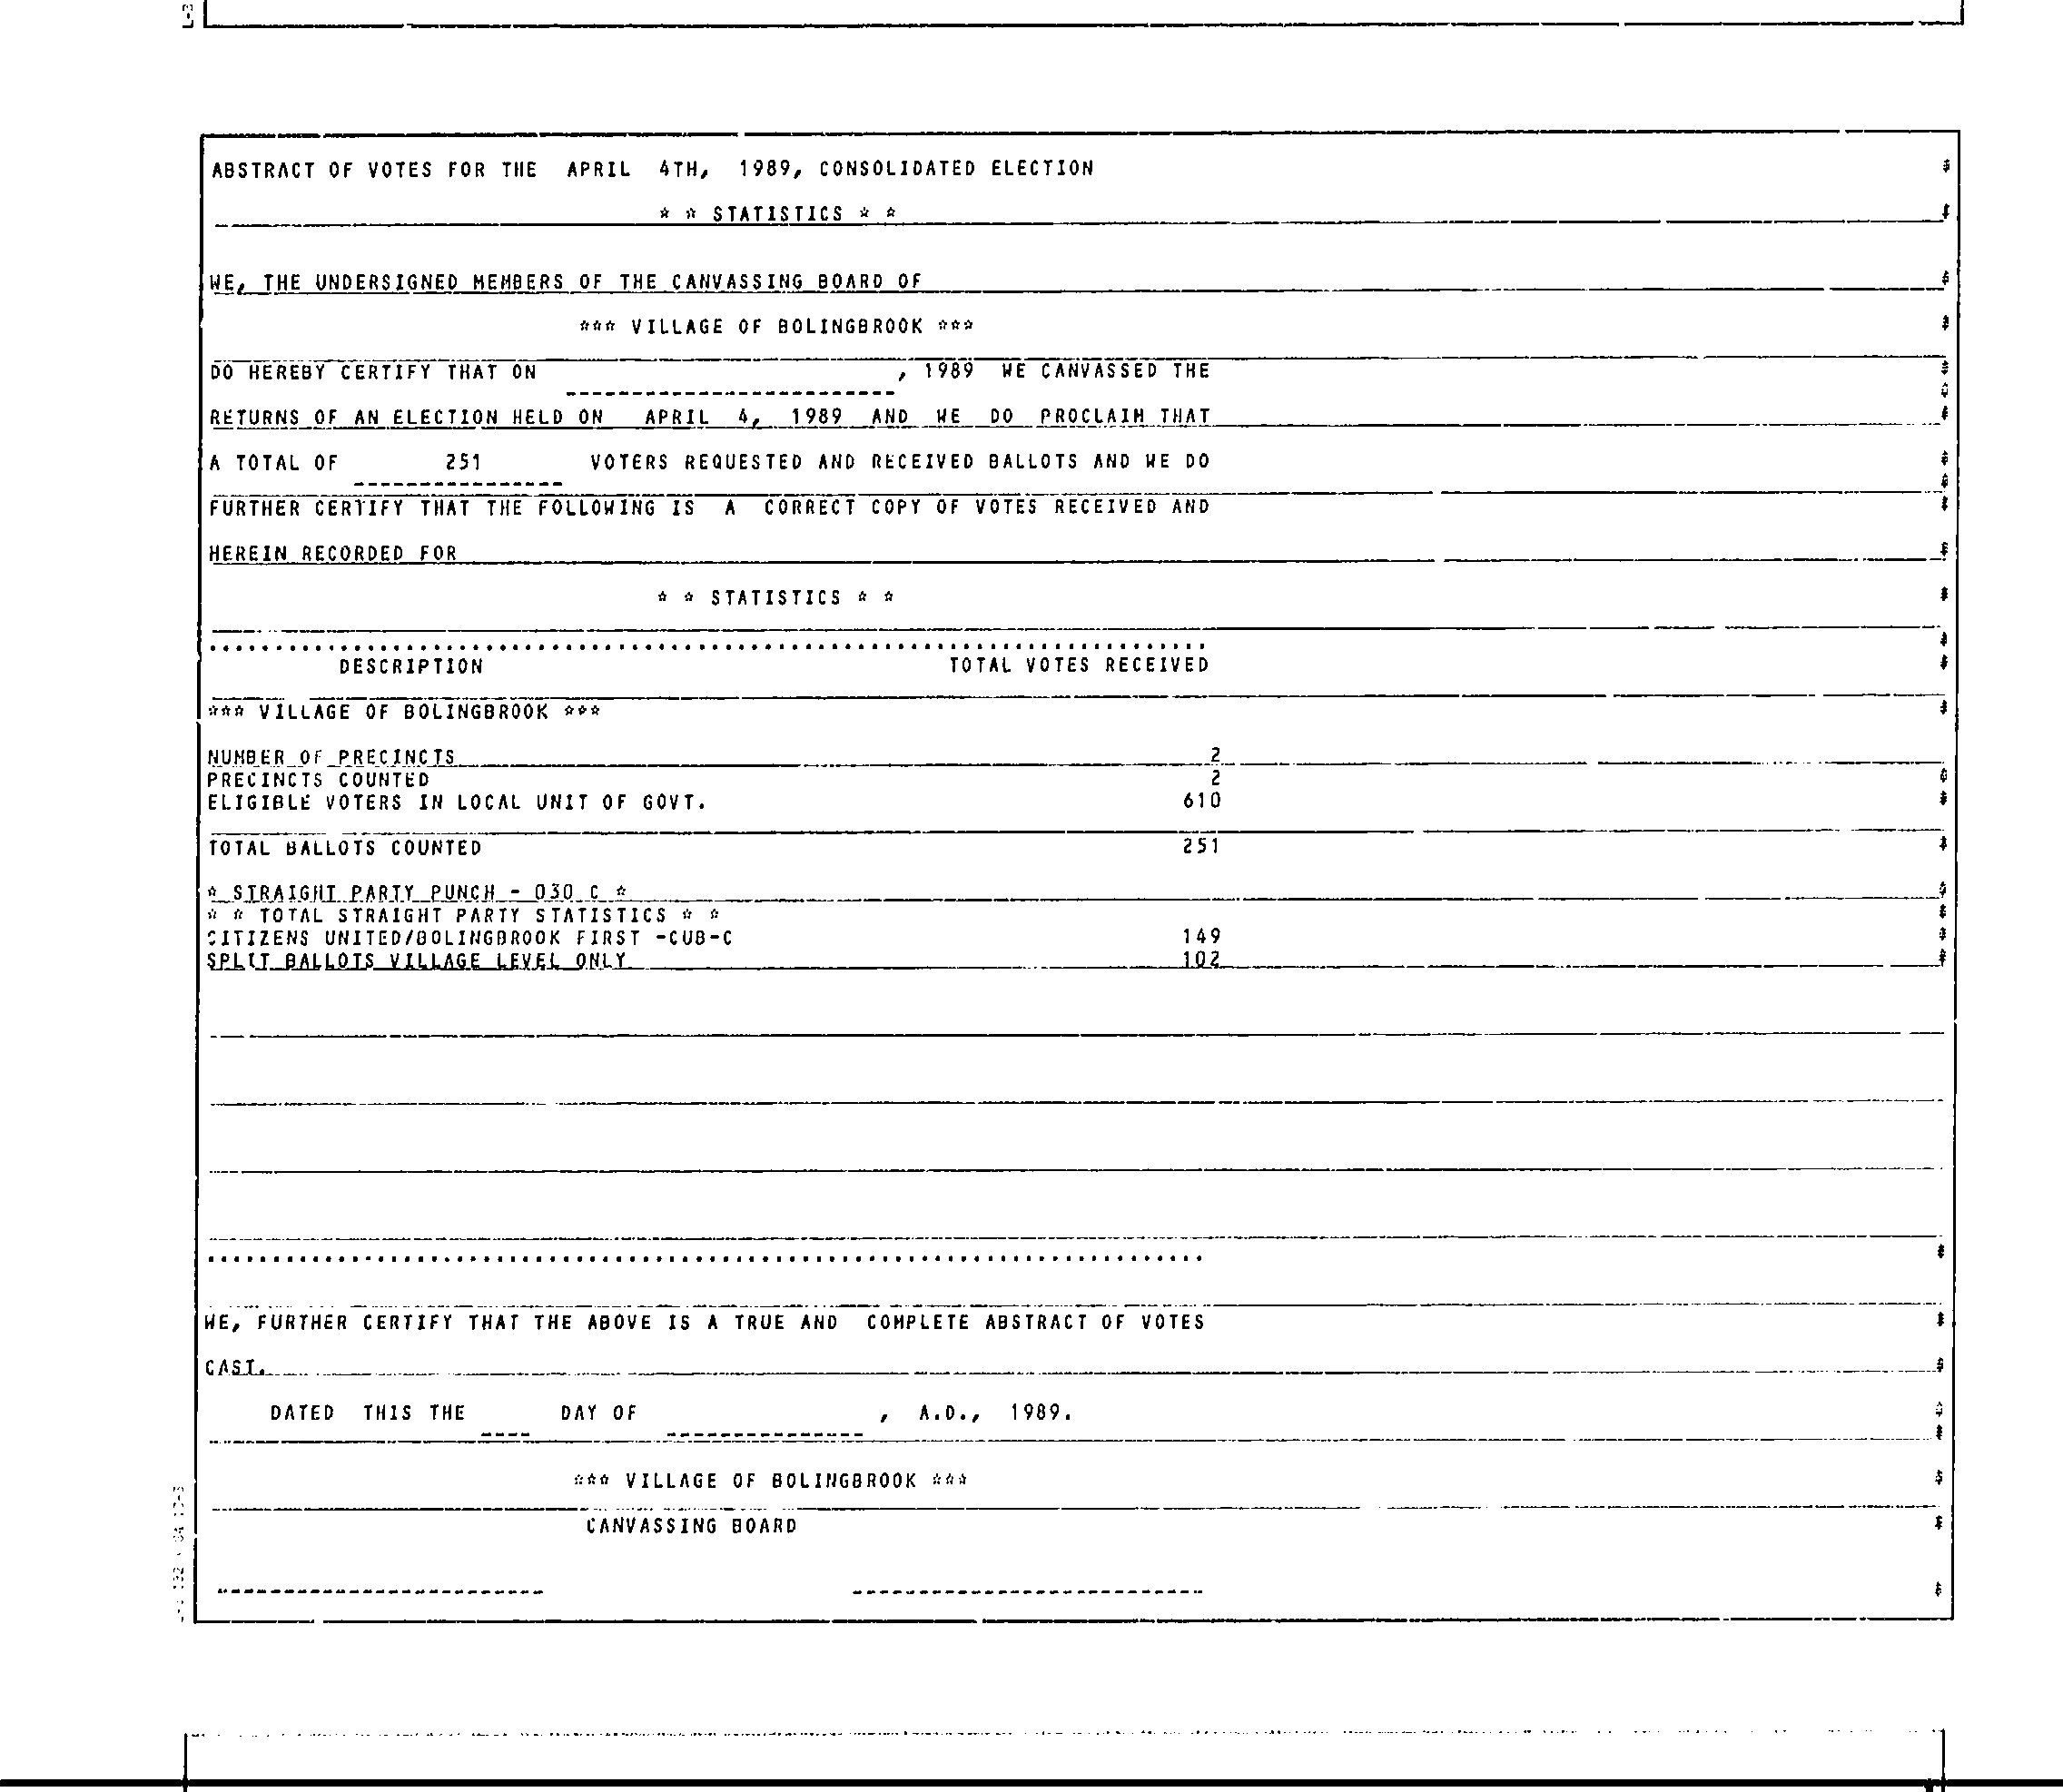 ABSTRACT OF VOTES FOR THE APRIL 4TH, 1989, CONSOLIDATED ELECTION
* * STATISTICS * *
WE, THE UNDERSIGNED MEMBERS OF THE CANVASSING BOARD OF
*** VILLAGE OF BOLINGBROOK ***
DO HEREBY CERTIFY THAT ON , 1989 WE CANVASSED THE
RETURNS OF AN ELECTION HELD ON APRIL 4, 1989 AND WE DO PROCLAIM THAT
A TOTAL OF 251 VOTERS REQUESTED AND RECEIVED BALLOTS AND WE DO
FURTHER CERTIFY THAT THE FOLLOWING IS A CORRECT COPY OF VOTES RECEIVED AND
HEREIN RECORDED FOR
* * STATISTICS * *
DESCRIPTION TOTAL VOTES RECEIVED
*** VILLAGE OF BOLINGBROOK ***
NUMBER OF PRECINCTS 2
PRECINCTS COUNTED 2
ELIGIBLE VOTERS IN LOCAL UNIT OF GOVT. 610
TOTAL BALLOTS COUNTED 251
* STRAIGHT PARTY PUNCH - 030 C *
* * TOTAL STRAIGHT PARTY STATISTICS * *
CITIZENS UNITED/BOLINGBROOK FIRST -CUB-C 149
SPLIT BALLOTS VILLAGE LEVEL ONLY 102
WE, FURTHER CERTIFY THAT THE ABOVE IS A TRUE AND COMPLETE ABSTRACT OF VOTES
CAST.
DATED THIS THE DAY OF , A.D., 1989.
*** VILLAGE OF BOLINGBROOK ***
CANVASSING BOARD